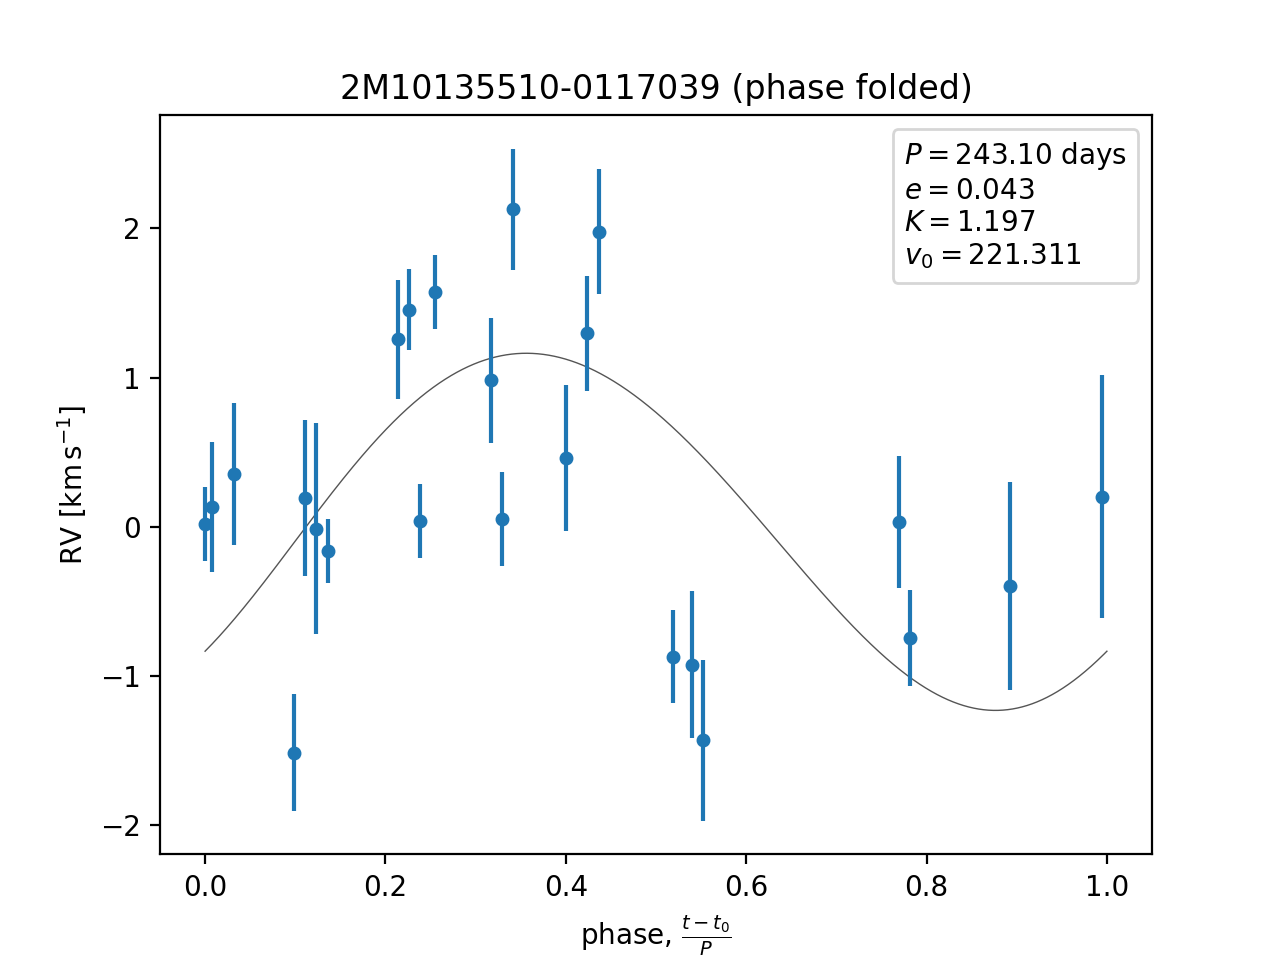 2M10135510-0117039 (phase folded)
P = 243.10 days
e = 0.043
K = 1.197
v₀ = 221.311
RV [km s⁻¹]
2
1
0
−1
−2
0.0 0.2 0.4 0.6 0.8 1.0
phase, (t − t₀)/P